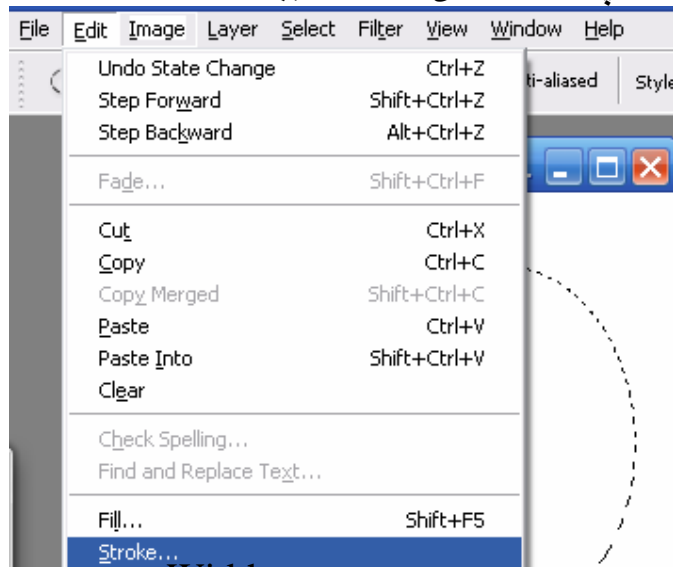 File Edit Image Layer Select Filter View Window Help
Undo State Change Ctrl+Z
Step Forward Shift+Ctrl+Z
Step Backward Alt+Ctrl+Z
Fade... Shift+Ctrl+F
Cut Ctrl+X
Copy Ctrl+C
Copy Merged Shift+Ctrl+C
Paste Ctrl+V
Paste Into Shift+Ctrl+V
Clear
Check Spelling...
Find and Replace Text...
Fill... Shift+F5
Stroke...
ti-aliased Style